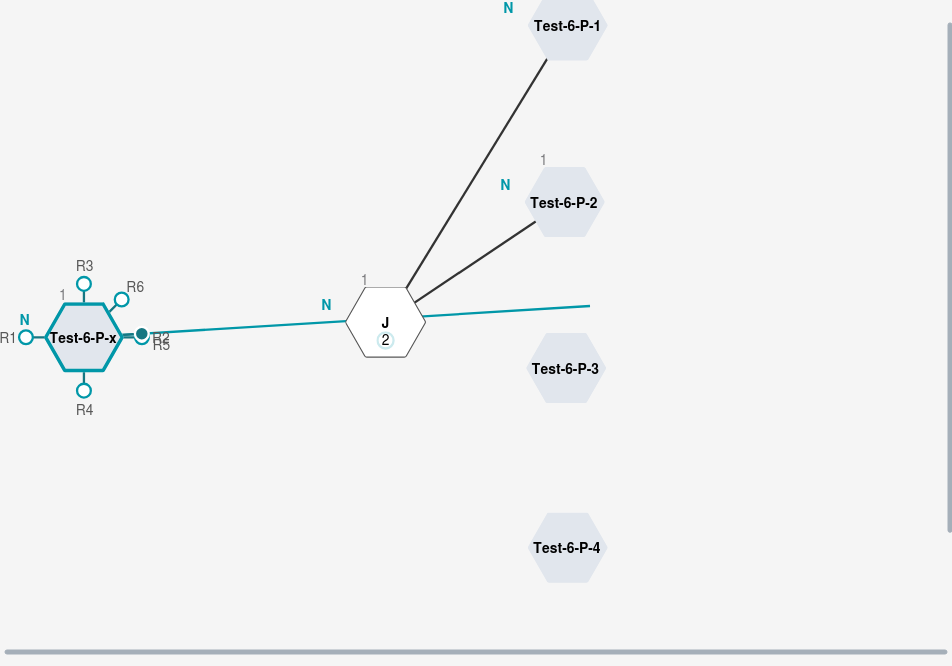 N
Test-6-P-1
1
N
Test-6-P-2
R3
1
R6
N
R1
Test-6-P-x
R2
R5
R4
1
N
J
2
Test-6-P-3
Test-6-P-4